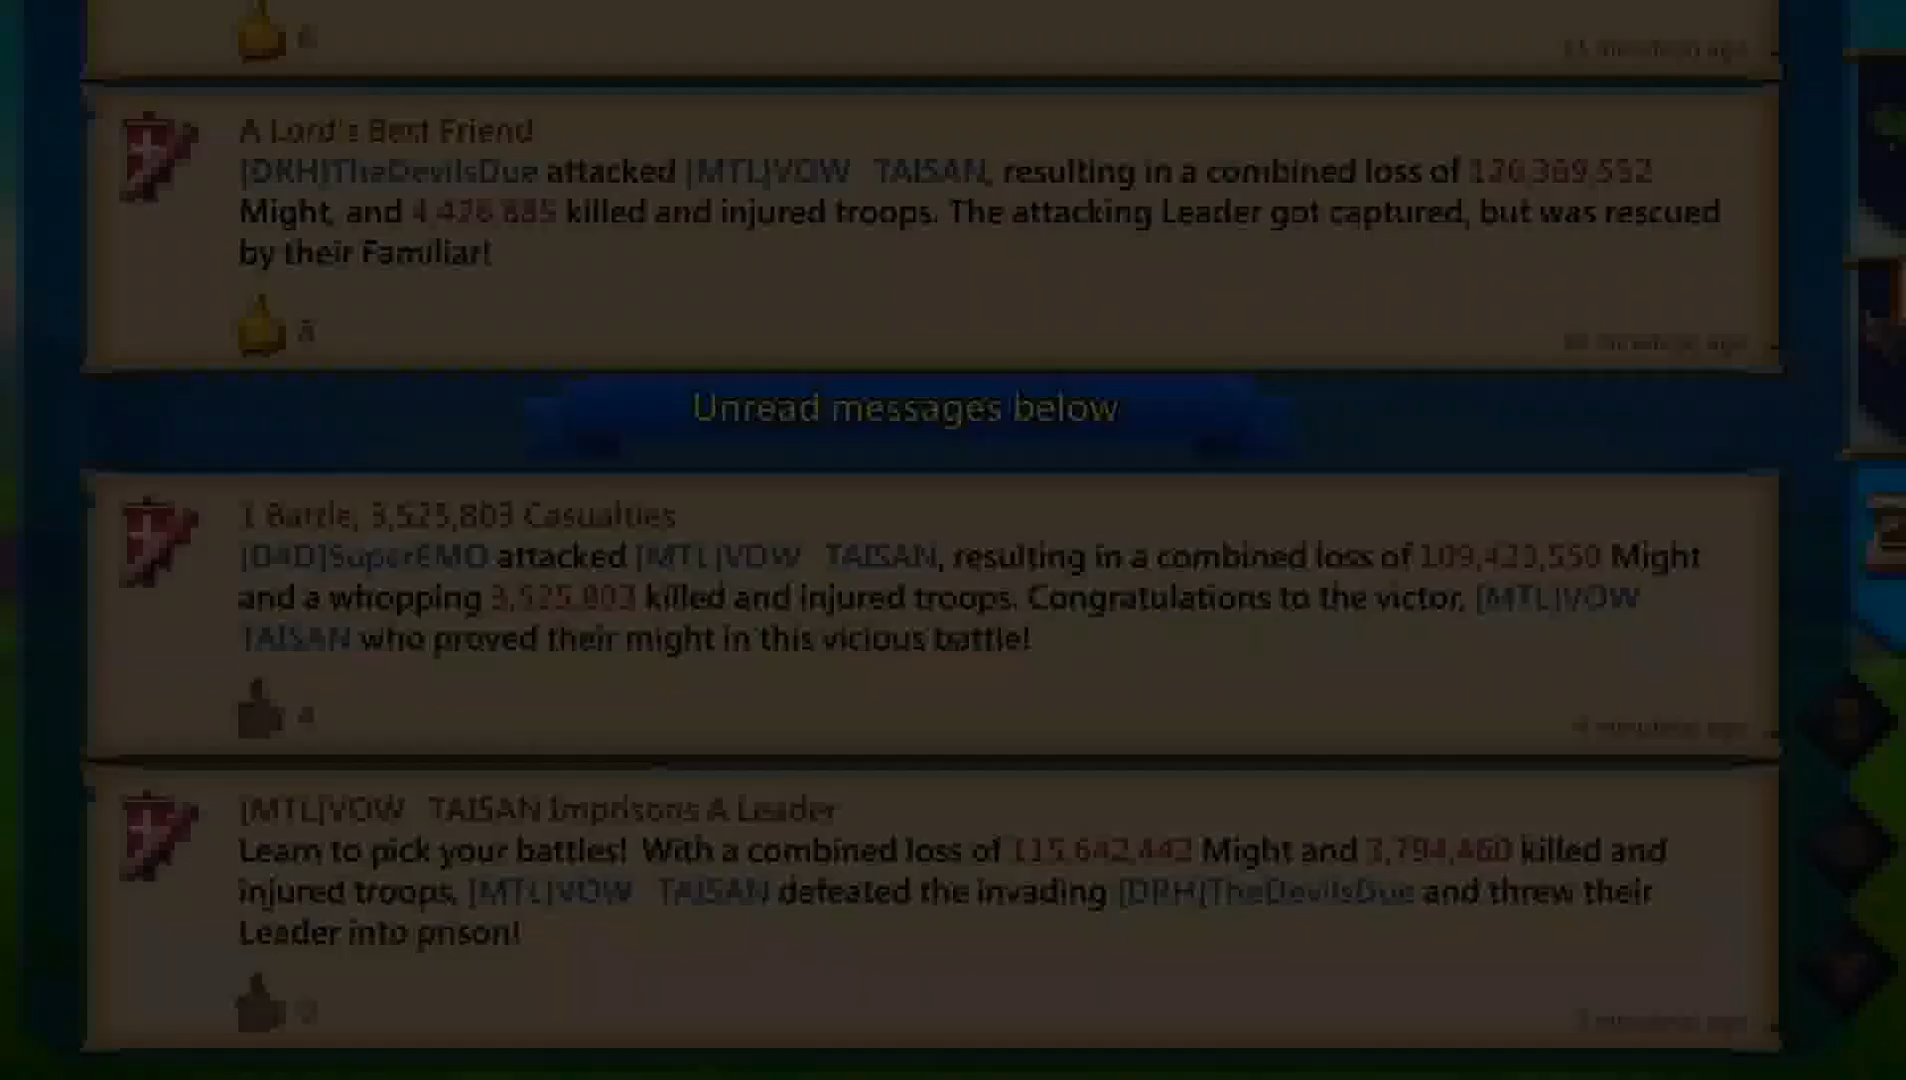 A Lord's Best Friend
[DRH]TheDevilsDue attacked [MTL]VOW TAISAN, resulting in a combined loss of 126,369,552
Might, and 4,426,885 killed and injured troops. The attacking Leader got captured, but was rescued
by their Familiar!
Unread messages below
1 Battle, 3,525,803 Casualties
[D4D]SuperEMO attacked [MTL]VOW TAISAN, resulting in a combined loss of 109,423,550 Might
and a whopping 3,525,803 killed and injured troops. Congratulations to the victor, [MTL]VOW
TAISAN who proved their might in this vicious battle!
4
[MTL]VOW TAISAN Imprisons A Leader
Learn to pick your battles! With a combined loss of 115,642,442 Might and 3,794,460 killed and
injured troops, [MTL]VOW TAISAN defeated the invading [DRH]TheDevilsDue and threw their
Leader into prison!
minute(s) ago